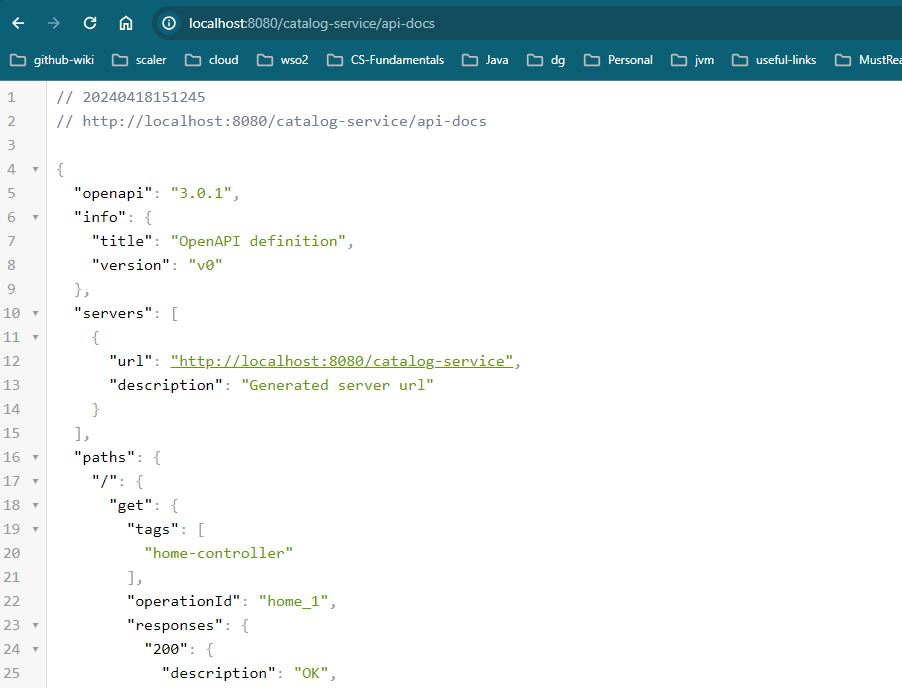 localhost:8080/catalog-service/api-docs
github-wiki scaler cloud wso2 CS-Fundamentals Java dg Personal jvm useful-links MustRea
1 // 20240418151245
2 // http://localhost:8080/catalog-service/api-docs
3
4 {
5 "openapi": "3.0.1",
6 "info": {
7 "title": "OpenAPI definition",
8 "version": "v0"
9 },
10 "servers": [
11 {
12 "url": "http://localhost:8080/catalog-service",
13 "description": "Generated server url"
14 }
15 ],
16 "paths": {
17 "/": {
18 "get": {
19 "tags": [
20 "home-controller"
21 ],
22 "operationId": "home_1",
23 "responses": {
24 "200": {
25 "description": "OK",